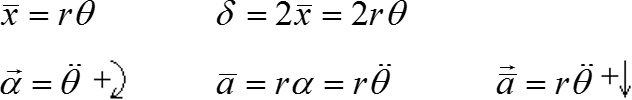 x̄ = rθ δ = 2x̄ = 2rθ
α⃗ = θ̈ +⤵ ā = rα = rθ̈ ā⃗ = rθ̈ +↓